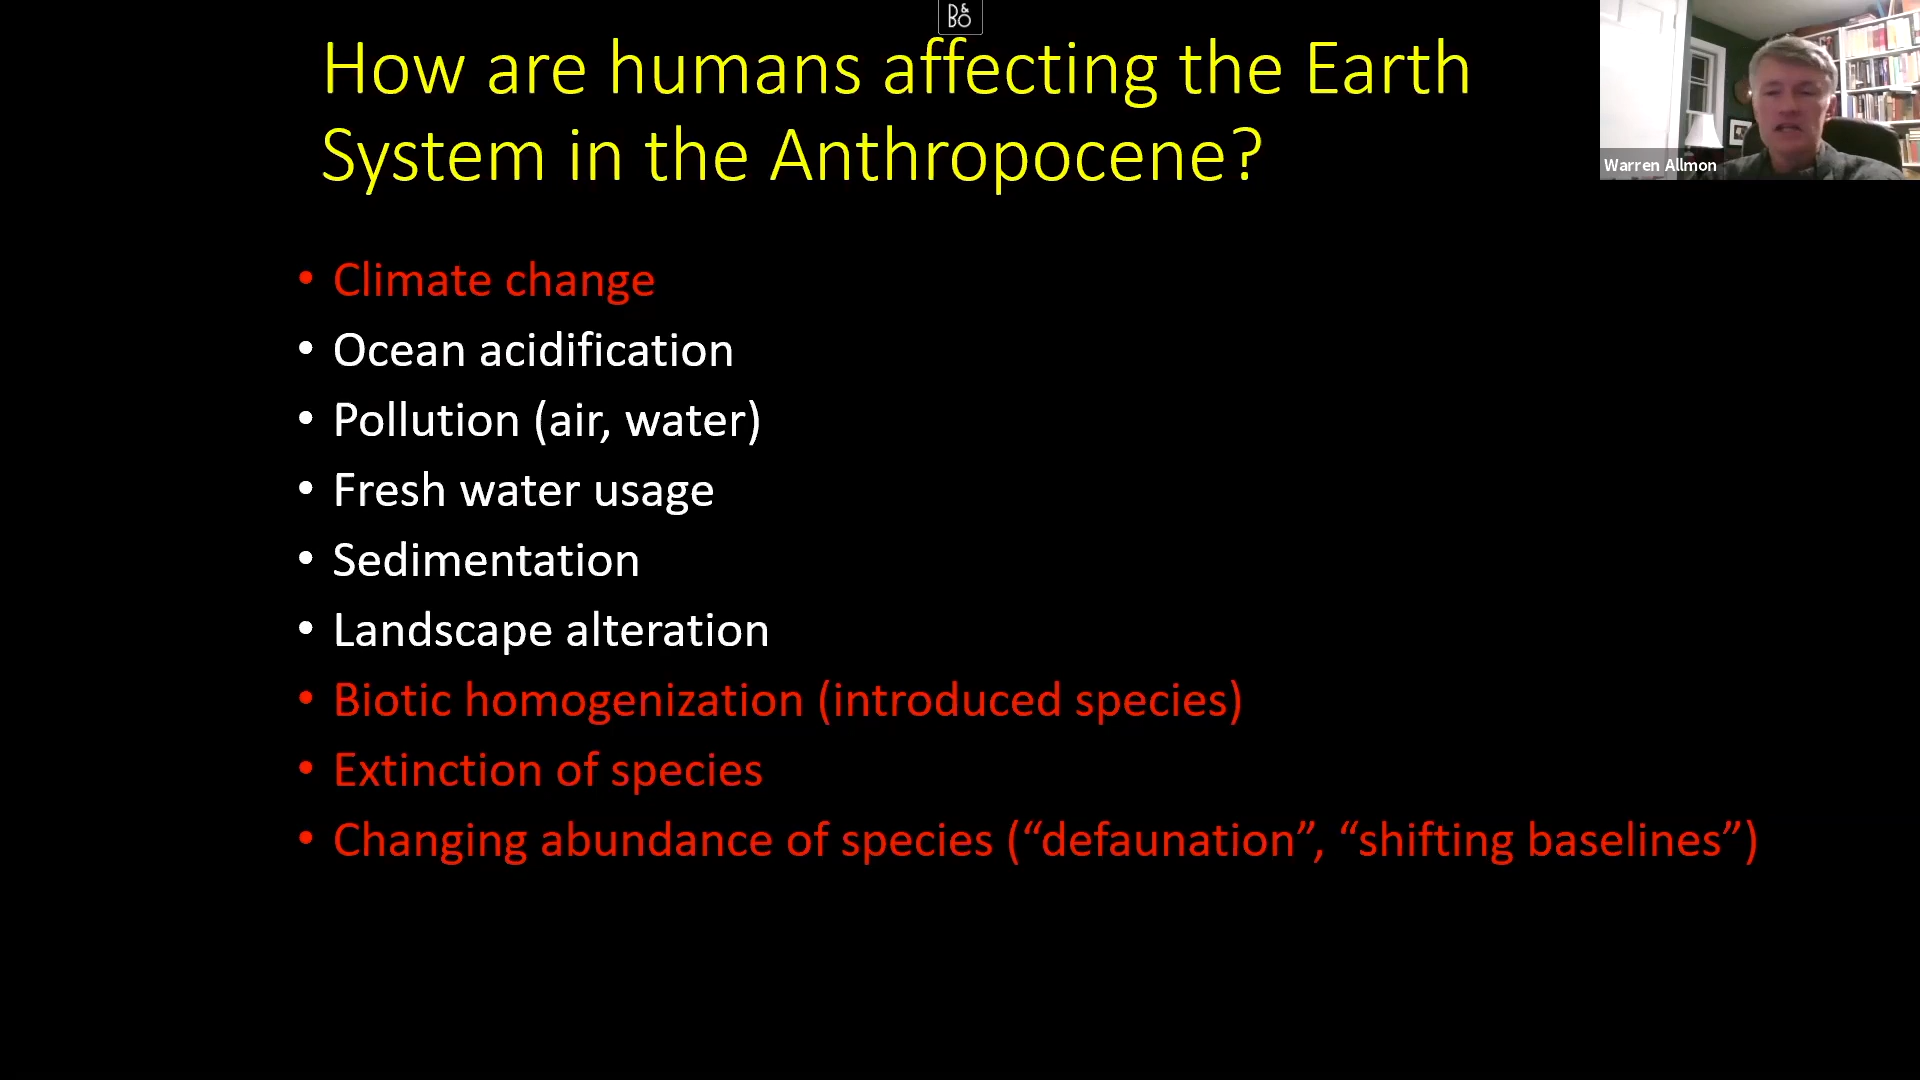 B&O
How are humans affecting the Earth
System in the Anthropocene?
Warren Allmon
• Climate change
• Ocean acidification
• Pollution (air, water)
• Fresh water usage
• Sedimentation
• Landscape alteration
• Biotic homogenization (introduced species)
• Extinction of species
• Changing abundance of species (“defaunation”, “shifting baselines”)